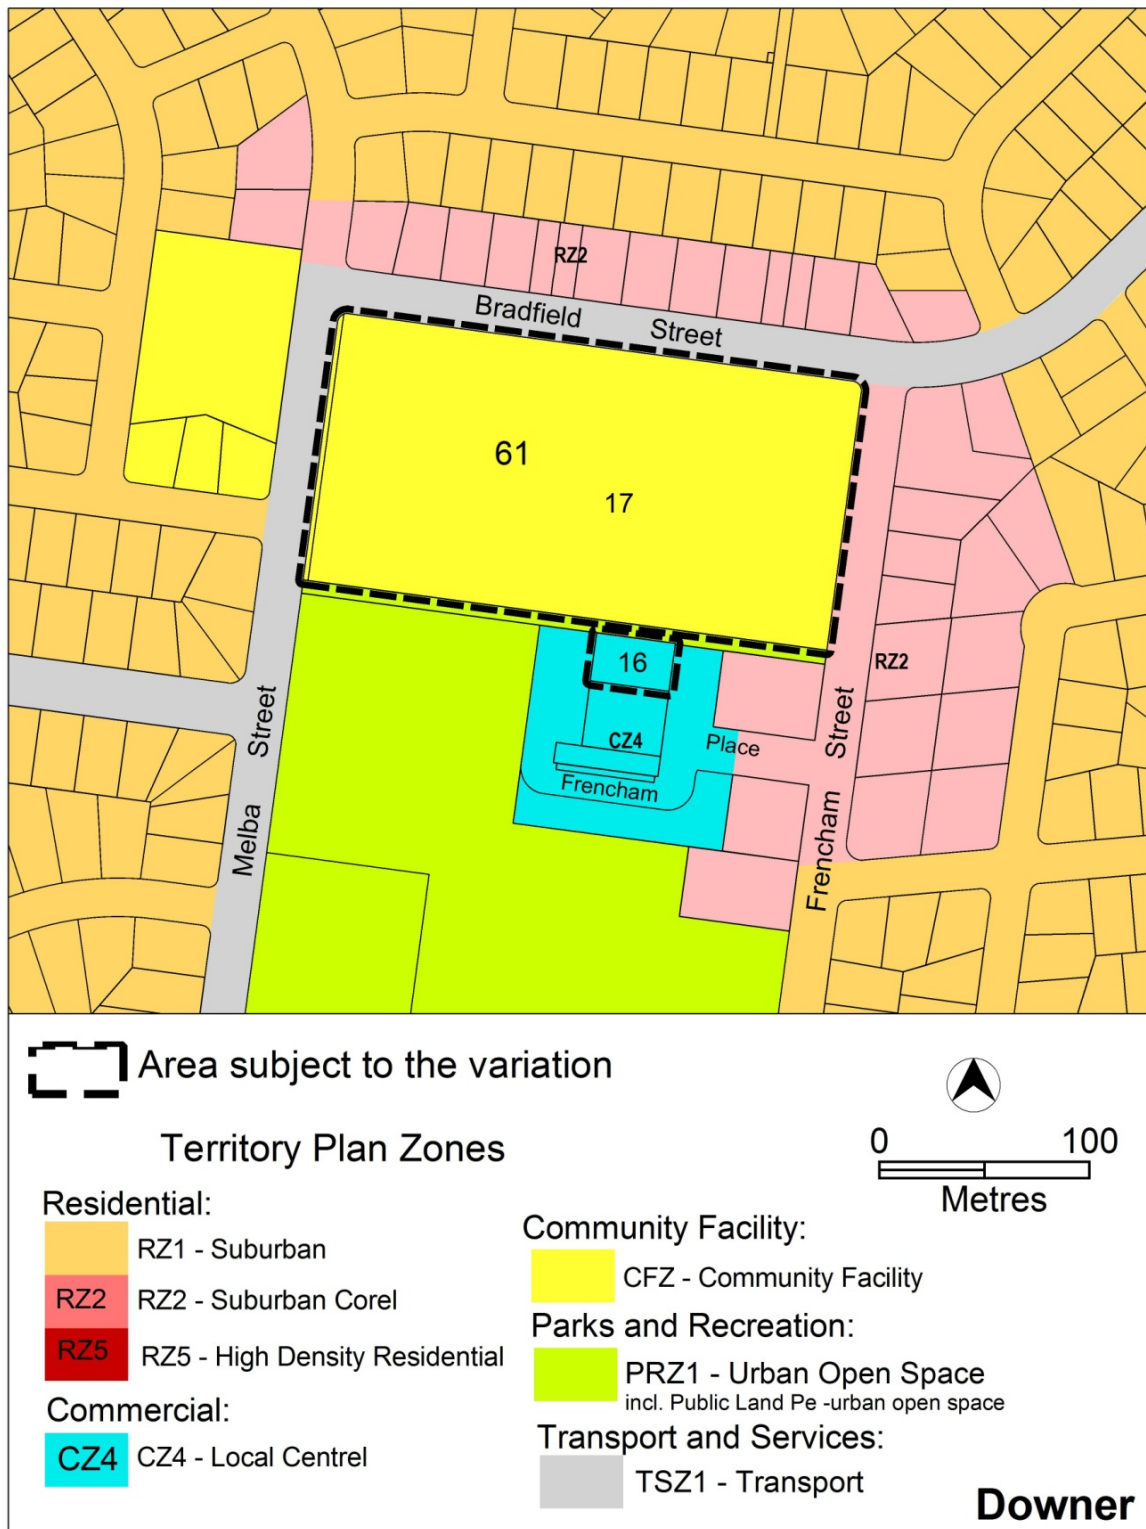 RZ2
Bradfield Street
61
17
16
RZ2
CZ4
Place
Frencham
Melba Street
Frencham Street
Area subject to the variation
Territory Plan Zones
0 100
Metres
Residential:
RZ1 - Suburban
RZ2 RZ2 - Suburban Corel
RZ5 RZ5 - High Density Residential
Commercial:
CZ4 CZ4 - Local Centrel
Community Facility:
CFZ - Community Facility
Parks and Recreation:
PRZ1 - Urban Open Space
incl. Public Land Pe -urban open space
Transport and Services:
TSZ1 - Transport
Downer